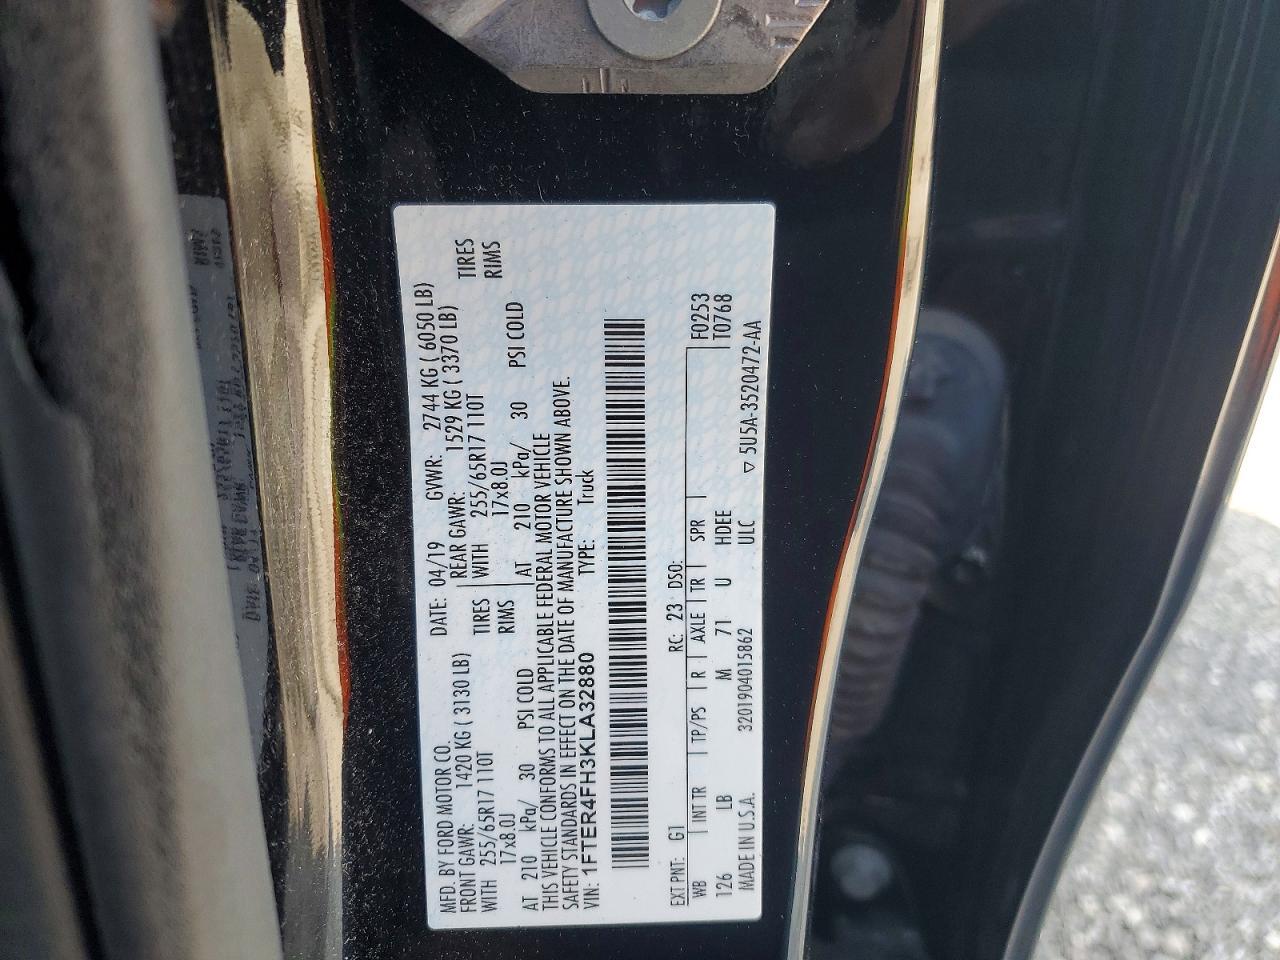 MFD. BY FORD MOTOR CO. DATE: 04/19 GVWR: 2744 KG ( 6050 LB)
FRONT GAWR: 1420 KG ( 3130 LB) REAR GAWR: 1529 KG ( 3370 LB)
WITH 255/65R17 110T TIRES WITH 255/65R17 110T TIRES
17x8.0J RIMS 17x8.0J RIMS
AT 210 kPa/ 30 PSI COLD AT 210 kPa/ 30 PSI COLD
THIS VEHICLE CONFORMS TO ALL APPLICABLE FEDERAL MOTOR VEHICLE
SAFETY STANDARDS IN EFFECT ON THE DATE OF MANUFACTURE SHOWN ABOVE.
VIN: 1FTER4FH3KLA32880 TYPE: Truck
EXT PNT: G1 RC: 23 DSO: F0253
WB INT TR TP/PS R AXLE TR SPR T0768
126 LB M 71 U HDEE
MADE IN U.S.A. 3201904015862 ULC ▽ 5U5A-3520472-AA